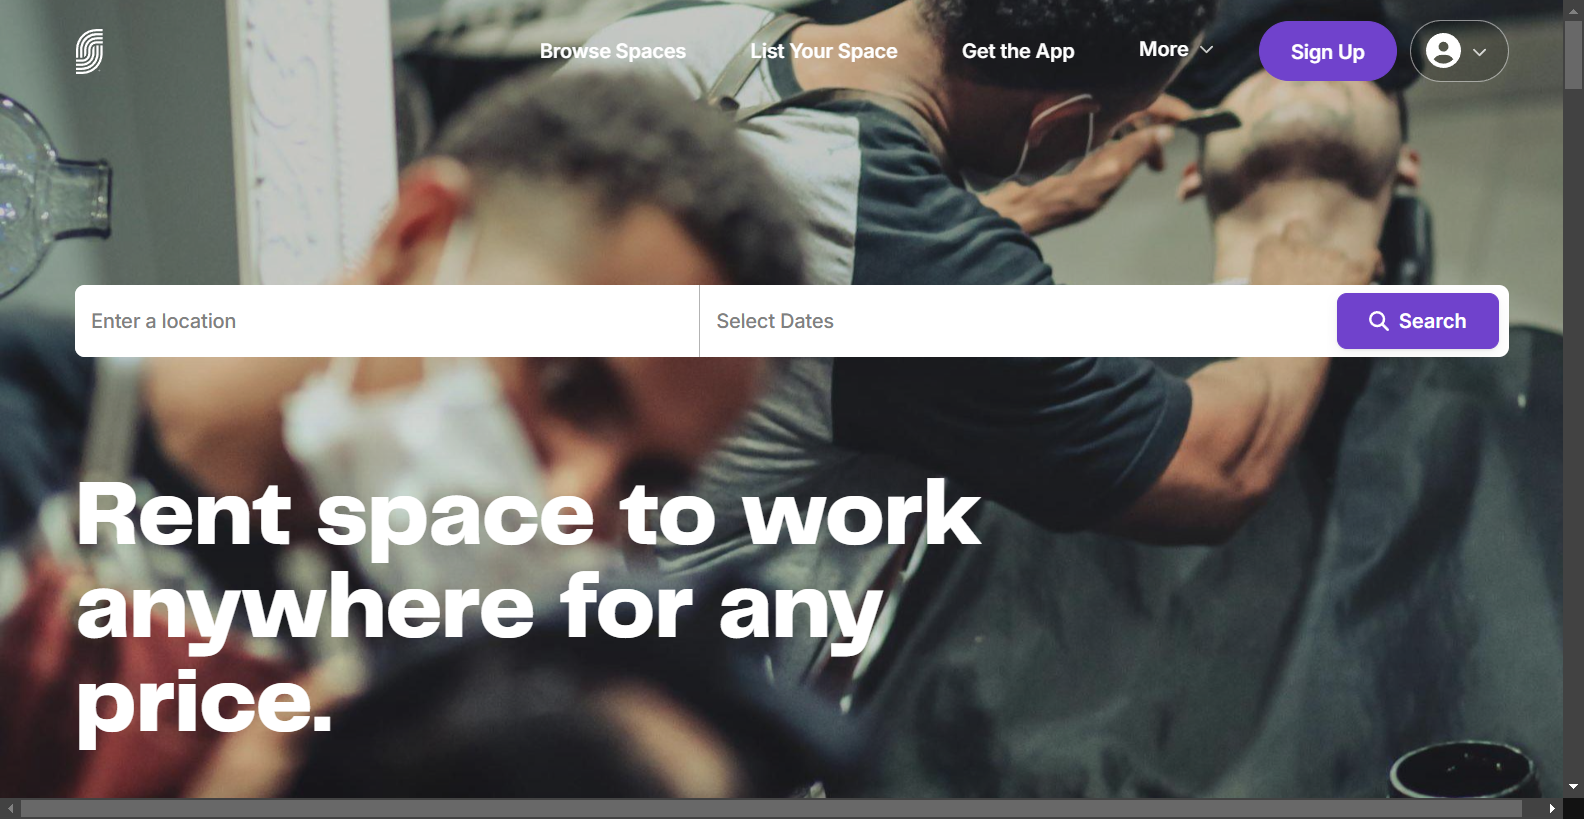 Browse Spaces
List Your Space
Get the App
More
Sign Up
Enter a location
Select Dates
Search
Rent space to work
anywhere for any
price.